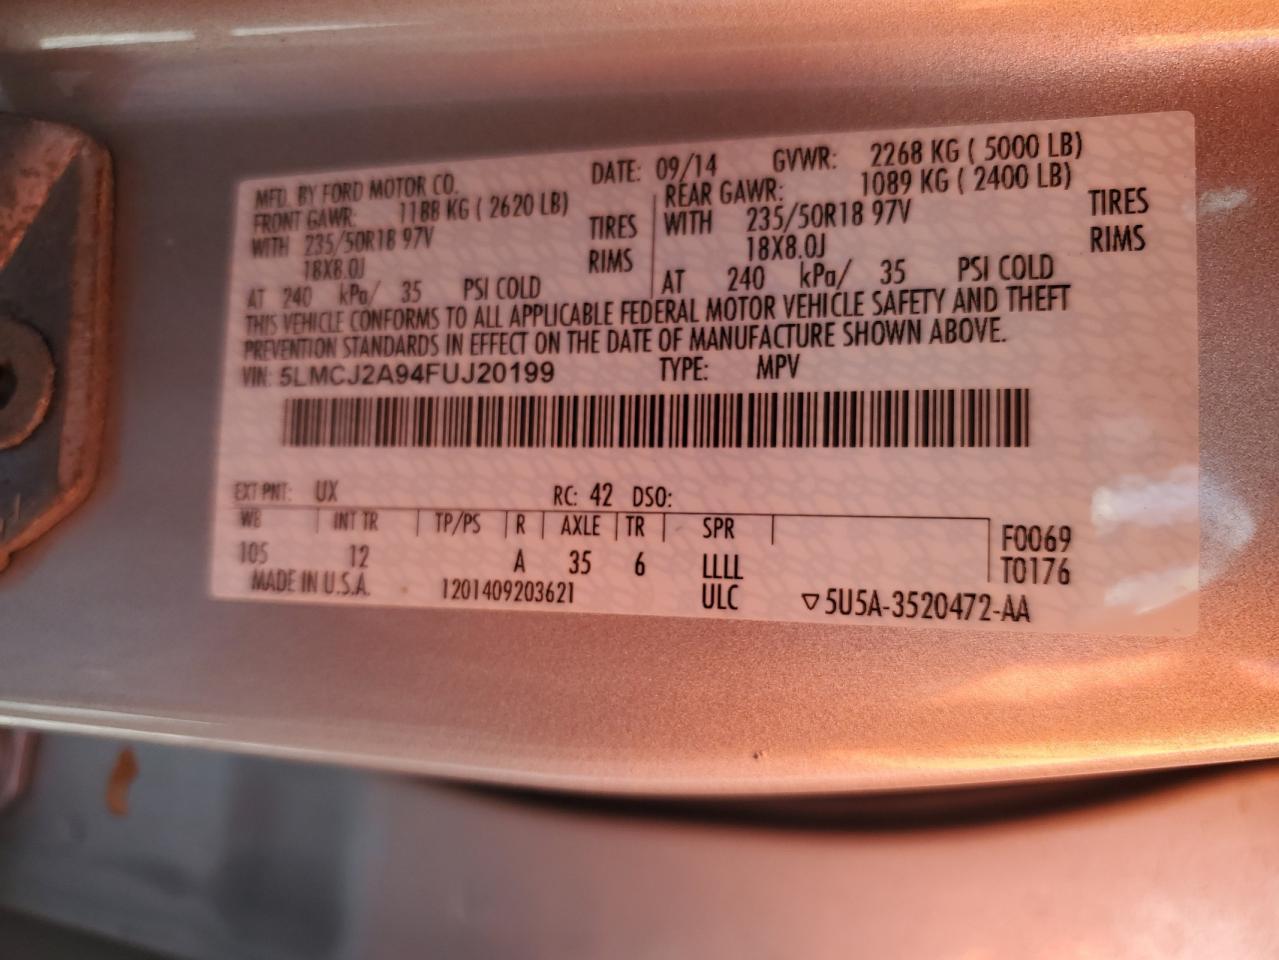 MFD. BY FORD MOTOR CO. DATE: 09/14 GVWR: 2268 KG ( 5000 LB)
FRONT GAWR: 1188 KG ( 2620 LB) REAR GAWR: 1089 KG ( 2400 LB)
WITH 235/50R18 97V TIRES WITH 235/50R18 97V TIRES
18X8.0J RIMS 18X8.0J RIMS
AT 240 kPa/ 35 PSI COLD AT 240 kPa/ 35 PSI COLD
THIS VEHICLE CONFORMS TO ALL APPLICABLE FEDERAL MOTOR VEHICLE SAFETY AND THEFT
PREVENTION STANDARDS IN EFFECT ON THE DATE OF MANUFACTURE SHOWN ABOVE.
VIN: 5LMCJ2A94FUJ20199 TYPE: MPV
EXT PNT: UX RC: 42 DSO:
WB INT TR TP/PS R AXLE TR SPR F0069
105 12 A 35 6 LLLL T0176
MADE IN U.S.A. 1201409203621 ULC ▽5U5A-3520472-AA